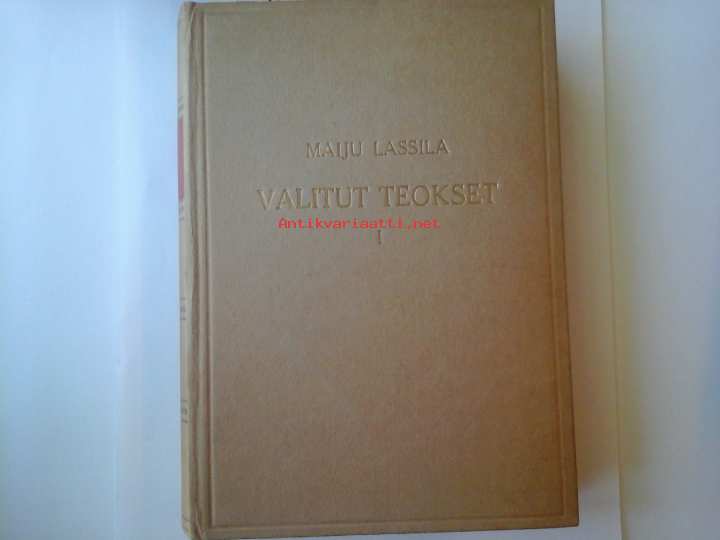 MAIJU LASSILA
VALITUT TEOKSET
Antikvariaatti.net
I